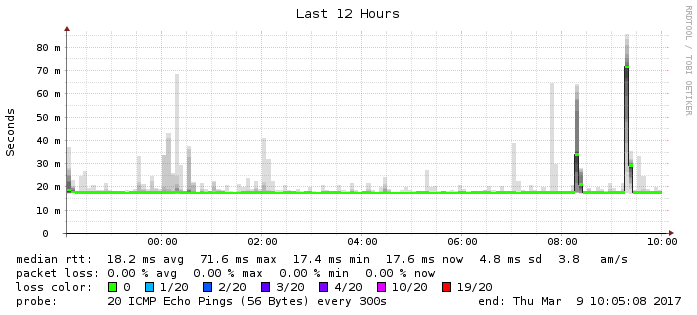 Last 12 Hours
RRDTOOL / TOBI OETIKER
Seconds
80 m
70 m
60 m
50 m
40 m
30 m
20 m
10 m
0
00:00 02:00 04:00 06:00 08:00 10:00
median rtt: 18.2 ms avg 71.6 ms max 17.4 ms min 17.6 ms now 4.8 ms sd 3.8 am/s
packet loss: 0.00 % avg 0.00 % max 0.00 % min 0.00 % now
loss color: 0 1/20 2/20 3/20 4/20 10/20 19/20
probe: 20 ICMP Echo Pings (56 Bytes) every 300s end: Thu Mar 9 10:05:08 2017